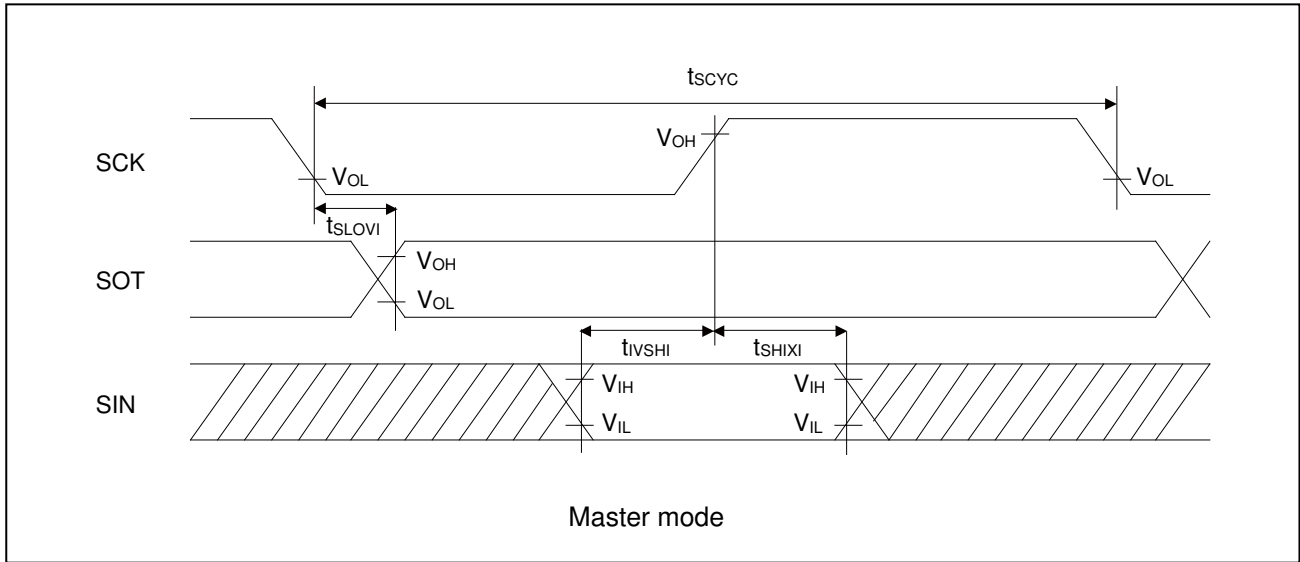 tSCYC
SCK
VOH
VOL
VOL
tSLOVI
SOT
VOH
VOL
tIVSHI
tSHIXI
SIN
VIH
VIH
VIL
VIL
Master mode